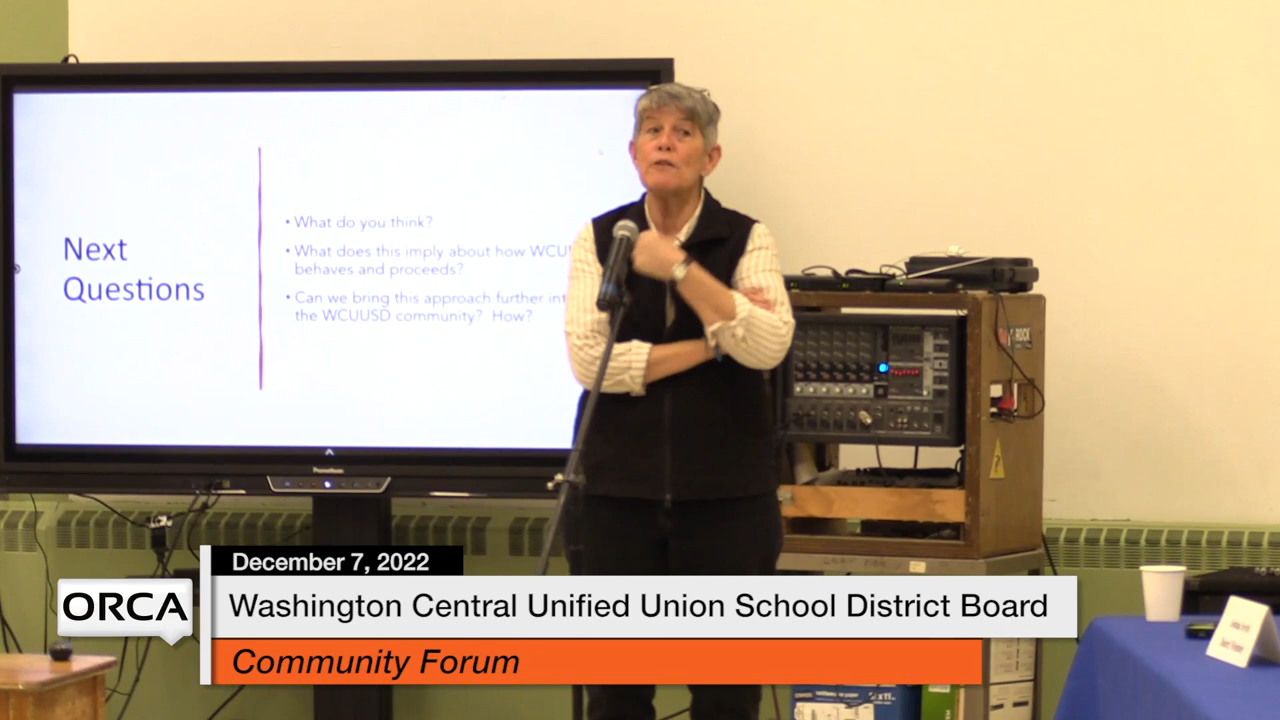 Next
Questions
• What do you think?
• What does this imply about how WCU
behaves and proceeds?
• Can we bring this approach further int
the WCUUSD community? How?
Promethean
ROCK
December 7, 2022
ORCA
Washington Central Unified Union School District Board
Community Forum